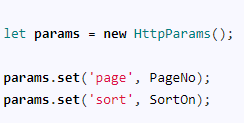 let params = new HttpParams();
params.set('page', PageNo);
params.set('sort', SortOn);